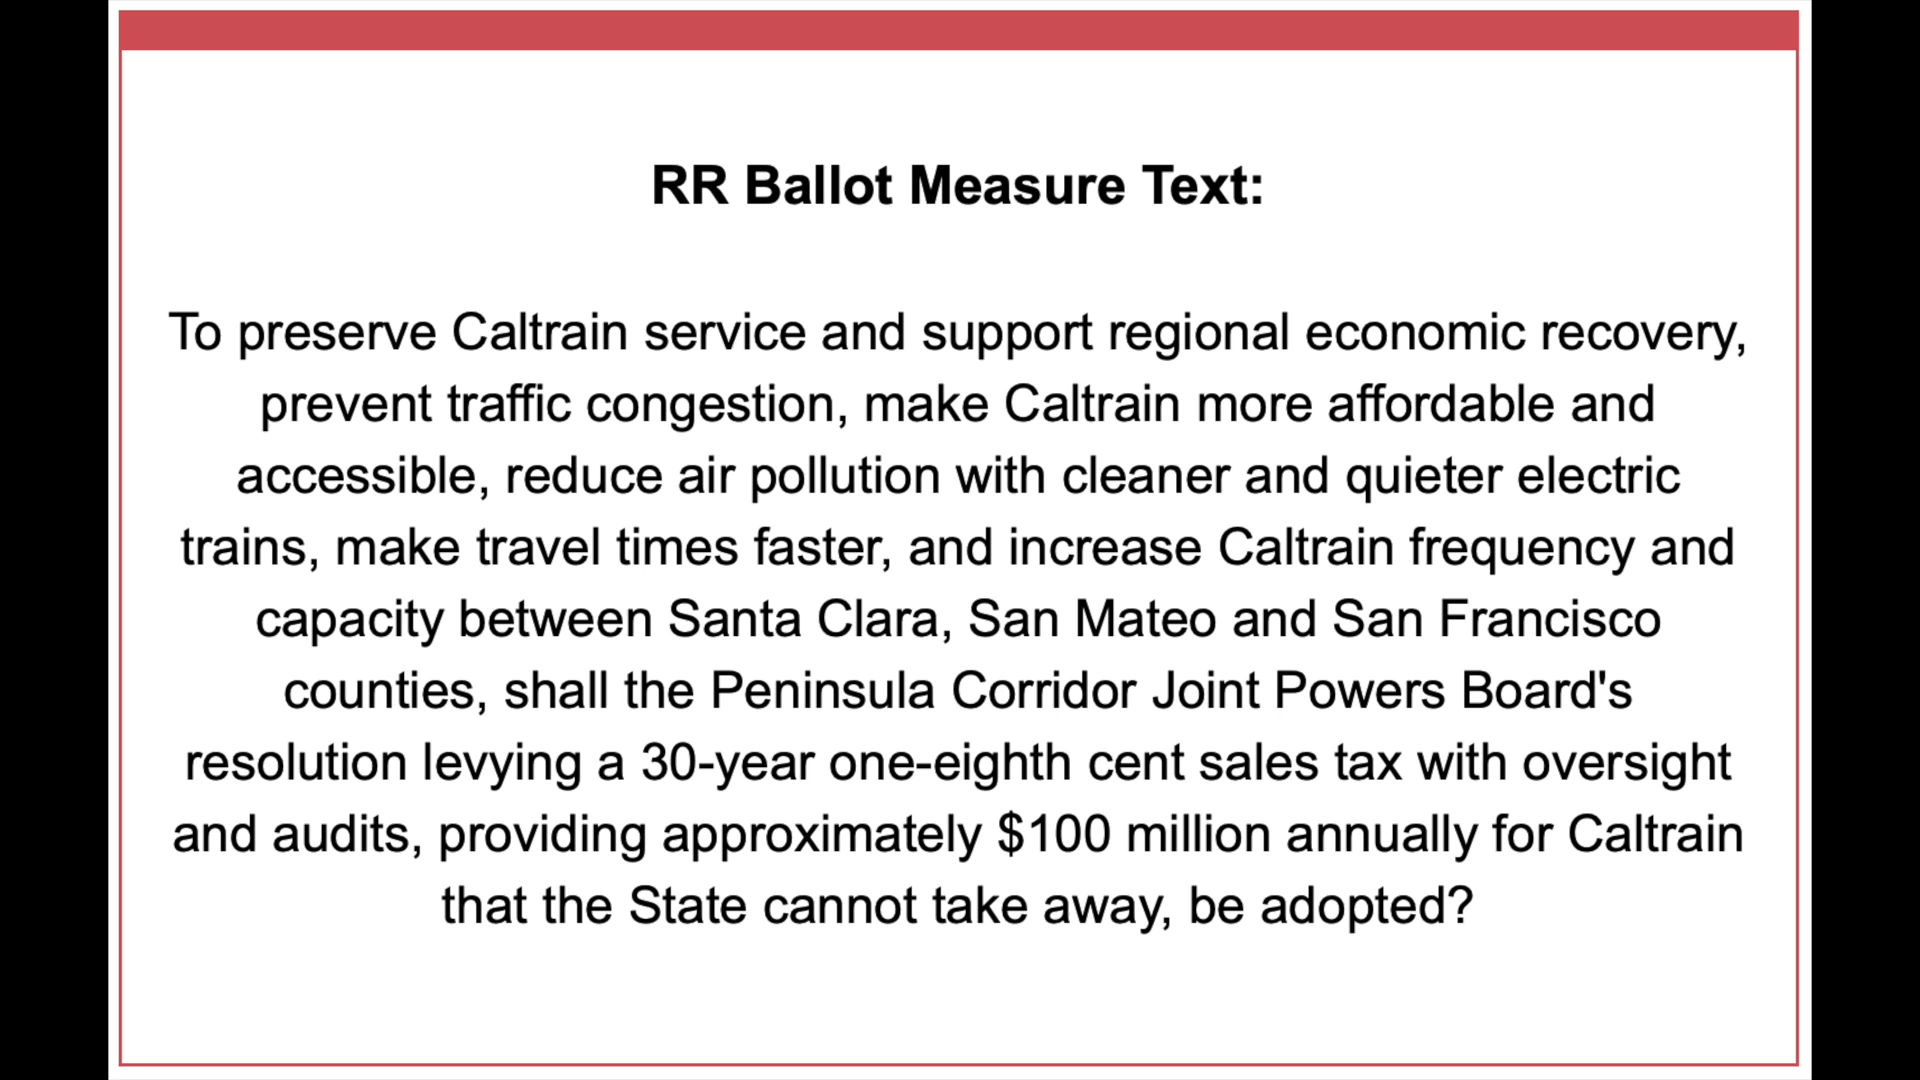 RR Ballot Measure Text:
To preserve Caltrain service and support regional economic recovery,
prevent traffic congestion, make Caltrain more affordable and
accessible, reduce air pollution with cleaner and quieter electric
trains, make travel times faster, and increase Caltrain frequency and
capacity between Santa Clara, San Mateo and San Francisco
counties, shall the Peninsula Corridor Joint Powers Board's
resolution levying a 30-year one-eighth cent sales tax with oversight
and audits, providing approximately $100 million annually for Caltrain
that the State cannot take away, be adopted?